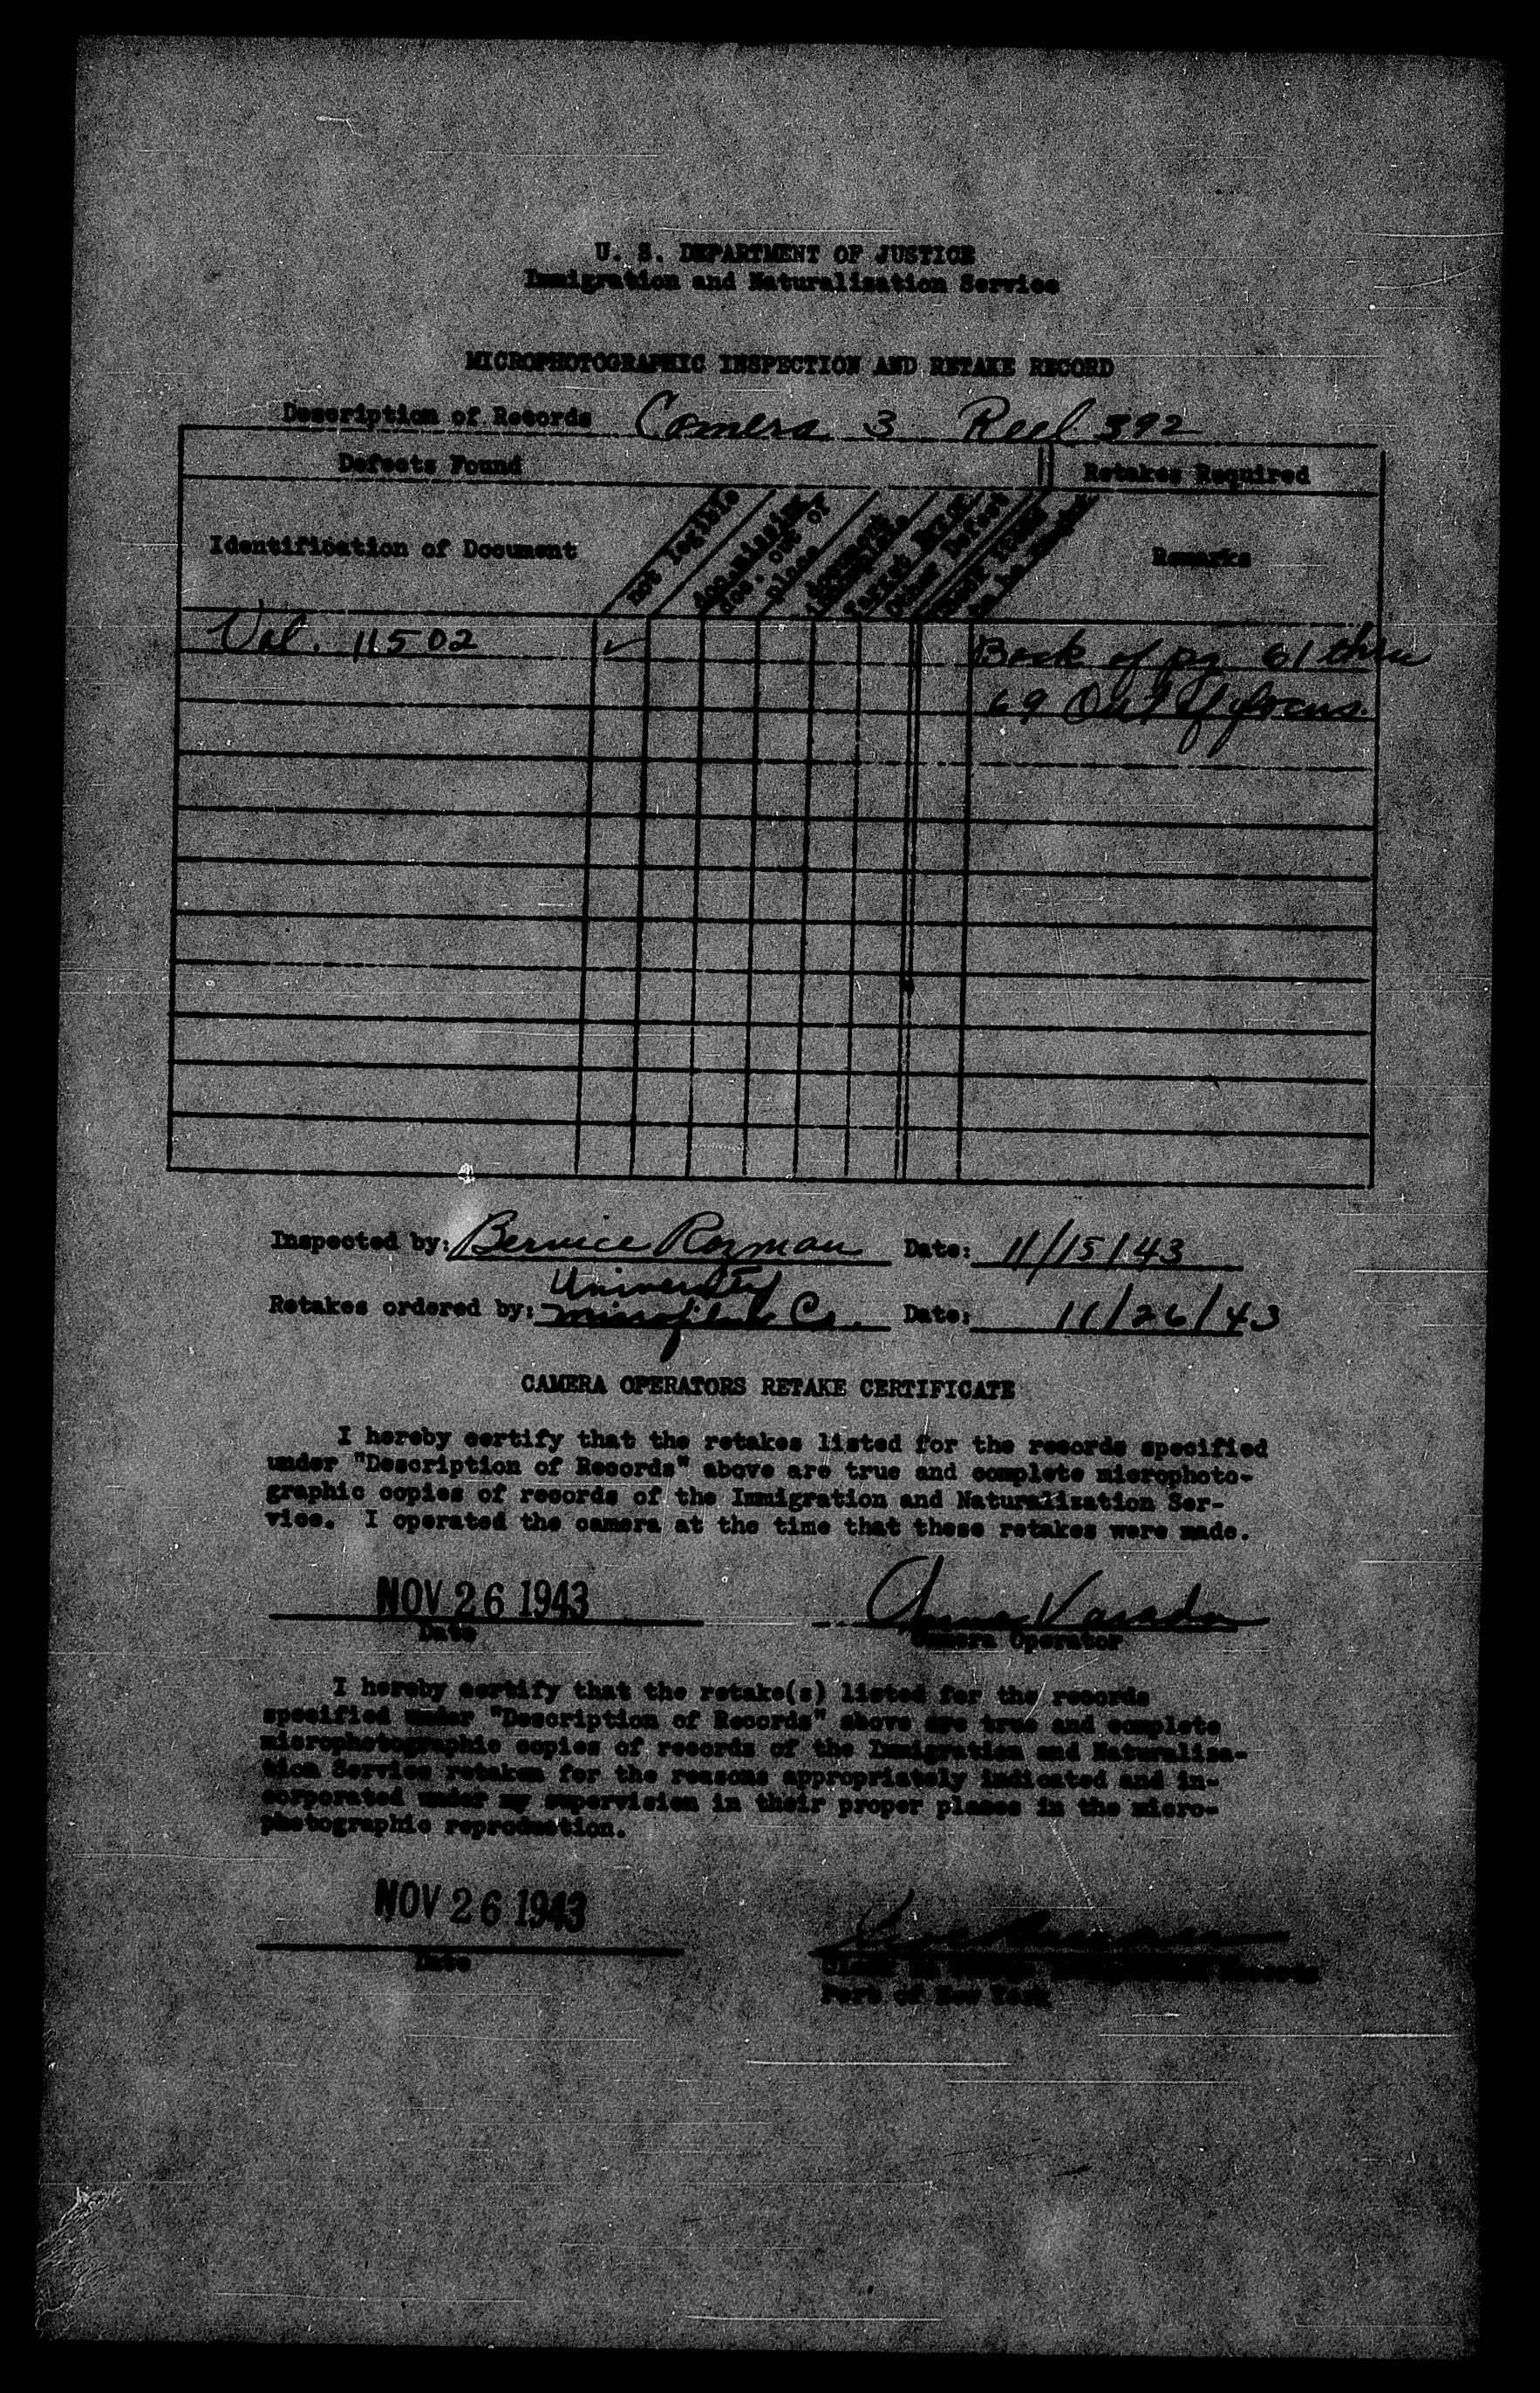 U. S. DEPARTMENT OF JUSTICE
Immigration and Naturalization Service
MICROPHOTOGRAPHIC INSPECTION AND RETAKE RECORD
Description of Records Camera 3 Reel 392
Defects Found Retakes Required
Identification of Document not legible doc. missing doc. out of place document Remarks
Vol. 11502 ✓ Back of pg 61 thru
69 Out of focus.
Inspected by: Bernice Rozman Date: 11/15/43
University
Retakes ordered by: microfilm Co. Date: 11/26/43
CAMERA OPERATORS RETAKE CERTIFICATE
I hereby certify that the retakes listed for the records specified
under "Description of Records" above are true and complete microphoto-
graphic copies of records of the Immigration and Naturalization Ser-
vice. I operated the camera at the time that these retakes were made.
NOV 26 1943 Anna
Date Camera Operator
I hereby certify that the retake(s) listed for the records
specified under "Description of Records" above are true and complete
microphotographic copies of records of the Immigration and Naturaliza-
tion Service retaken for the reasons appropriately indicated and in-
corporated under my supervision in their proper places in the micro-
photographic reproduction.
NOV 26 1943
Date
Port of New York